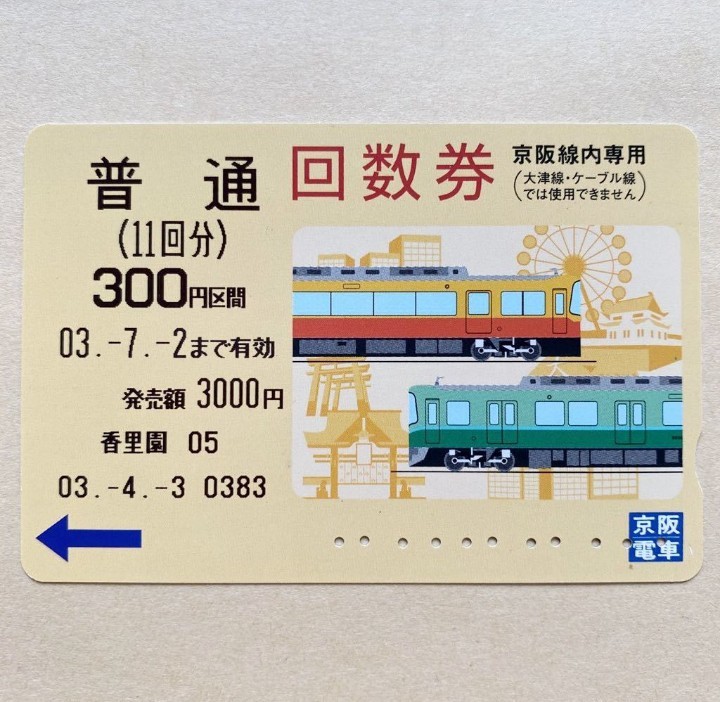 普通 回数券 京阪線内専用
(大津線・ケーブル線
では使用できません)
(11回分)
300円区間
03.-7.-2まで有効
発売額 3000円
香里園 05
03.-4.-3 0383
京阪
電車